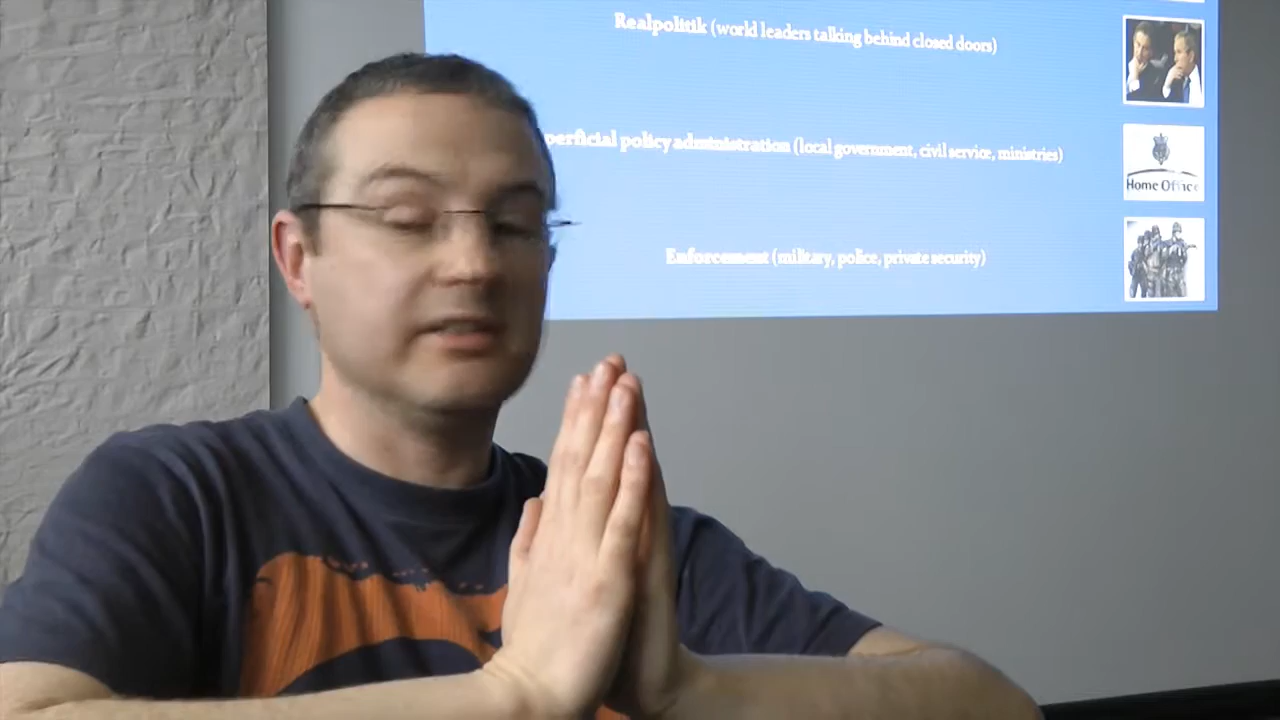 Realpolitik (world leaders talking behind closed doors)
perficial policy administration (local government, civil service, ministries)
Home Office
Enforcement (military, police, private security)